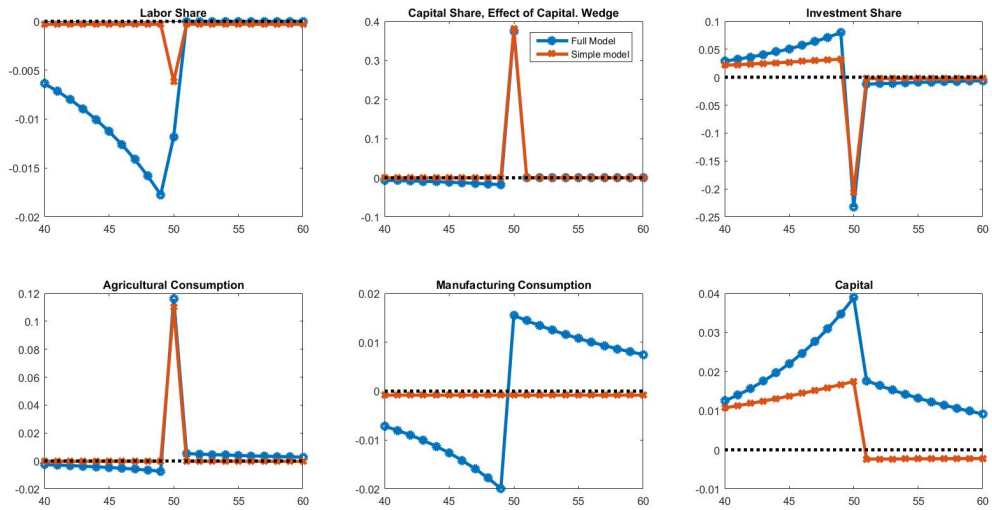 Labor Share
0
-0.005
-0.01
-0.015
-0.02
40 45 50 55 60
Capital Share, Effect of Capital. Wedge
0.4
0.3
0.2
0.1
0
-0.1
40 45 50 55 60
Full Model
Simple model
Investment Share
0.1
0.05
0
-0.05
-0.1
-0.15
-0.2
-0.25
40 45 50 55 60
Agricultural Consumption
0.12
0.1
0.08
0.06
0.04
0.02
0
-0.02
40 45 50 55 60
Manufacturing Consumption
0.02
0.01
0
-0.01
-0.02
40 45 50 55 60
Capital
0.04
0.03
0.02
0.01
0
-0.01
40 45 50 55 60